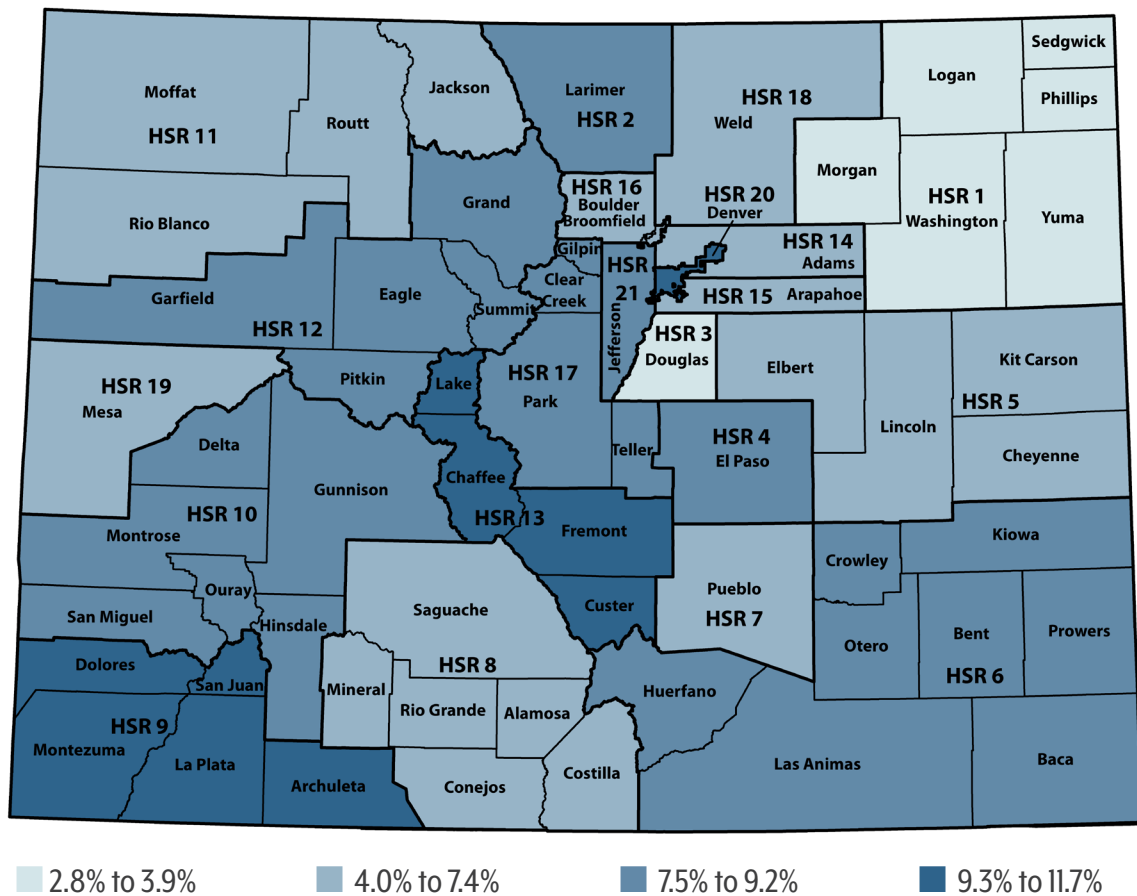 Sedgwick
Logan
Jackson
Larimer
Moffat
HSR 18
Phillips
HSR 2
Routt
Weld
HSR 11
Morgan
HSR 16
HSR 20
HSR 1
Grand
Boulder
Denver
Broomfield
Washington
Yuma
Rio Blanco
Gilpin
HSR
21
HSR 14
Adams
Clear
Creek
Eagle
Garfield
Summit
HSR 15
Arapahoe
HSR 12
Jefferson
HSR 3
Douglas
Kit Carson
Elbert
HSR 17
Pitkin
Lake
HSR 19
Mesa
Park
HSR 5
Lincoln
HSR 4
El Paso
Delta
Teller
Cheyenne
Chaffee
Gunnison
HSR 10
Montrose
HSR 13
Fremont
Kiowa
Crowley
Ouray
Pueblo
HSR 7
Saguache
Custer
San Miguel
Hinsdale
Bent
Prowers
Otero
HSR 6
Dolores
HSR 8
San Juan
Mineral
Huerfano
Rio Grande
Alamosa
HSR 9
Montezuma
La Plata
Costilla
Las Animas
Baca
Archuleta
Conejos
2.8% to 3.9%
4.0% to 7.4%
7.5% to 9.2%
9.3% to 11.7%